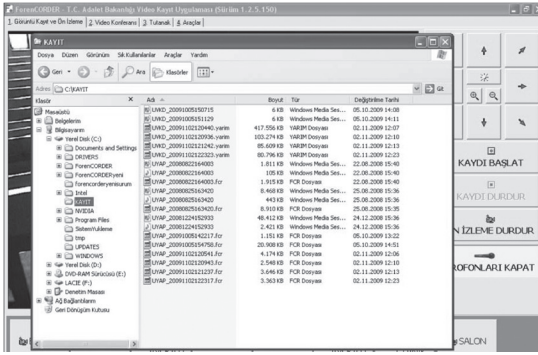 ForenCORDER - T.C. Adalet Bakanlığı Video Kayıt Uygulaması (Sürüm 1.2.5.150)
1. Görüntü Kayıt ve Ön İzleme 2. Video Konferans 3. Tutanak 4. Araçlar
KAYIT
Dosya Düzen Görünüm Sık Kullanılanlar Araçlar Yardım
Geri Ara Klasörler
Adres C:\KAYIT Git
Klasör Adı Boyut Tür Değiştirilme Tarihi
Masaüstü
Belgelerim
Bilgisayarım
Yerel Disk (C:)
Documents and Settings
DRIVERS
ForenCORDER
ForenCORDERyeni
forencorderyenisurum
Intel
KAYIT
NVIDIA
Program Files
SistemYukleme
tmp
UPDATES
WINDOWS
Yerel Disk (D:)
DVD-RAM Sürücüsü (E:)
LACIE (F:)
Denetim Masası
Ağ Bağlantılarım
Geri Dönüşüm Kutusu
UVKD_20091005150715 6 KB Windows Media Ses... 05.10.2009 14:08
UVKD_20091005151129 6 KB Windows Media Ses... 05.10.2009 14:11
UYAP_20091102120440.yarim 417.556 KB YARIM Dosyası 02.11.2009 12:07
UYAP_20091102120936.yarim 103.274 KB YARIM Dosyası 02.11.2009 12:10
UYAP_20091102121242.yarim 85.609 KB YARIM Dosyası 02.11.2009 12:13
UYAP_20091102122323.yarim 80.796 KB YARIM Dosyası 02.11.2009 12:23
UYAP_20080822164003 1.811 KB Windows Media Ses... 22.08.2008 15:40
UYAP_20080822164003 105 KB Windows Media Ses... 22.08.2008 15:40
UYAP_20080822164003.fcr 1.915 KB FCR Dosyası 22.08.2008 15:40
UYAP_20080825163420 8.468 KB Windows Media Ses... 25.08.2008 15:36
UYAP_20080825163420 443 KB Windows Media Ses... 25.08.2008 15:36
UYAP_20080825163420.fcr 8.910 KB FCR Dosyası 25.08.2008 15:35
UYAP_20081224152933 48.412 KB Windows Media Ses... 24.12.2008 15:36
UYAP_20081224152933 2.421 KB Windows Media Ses... 24.12.2008 15:36
UYAP_20091005142217.fcr 1.151 KB FCR Dosyası 05.10.2009 13:22
UYAP_20091005154758.fcr 20.908 KB FCR Dosyası 05.10.2009 14:51
UYAP_20091102120541.fcr 4.174 KB FCR Dosyası 02.11.2009 12:06
UYAP_20091102120943.fcr 2.548 KB FCR Dosyası 02.11.2009 12:10
UYAP_20091102121237.fcr 3.646 KB FCR Dosyası 02.11.2009 12:13
UYAP_20091102122317.fcr 3.363 KB FCR Dosyası 02.11.2009 12:23
KAYDI BAŞLAT
KAYDI DURDUR
N İZLEME DURDUR
ROFONLARI KAPAT
SALON